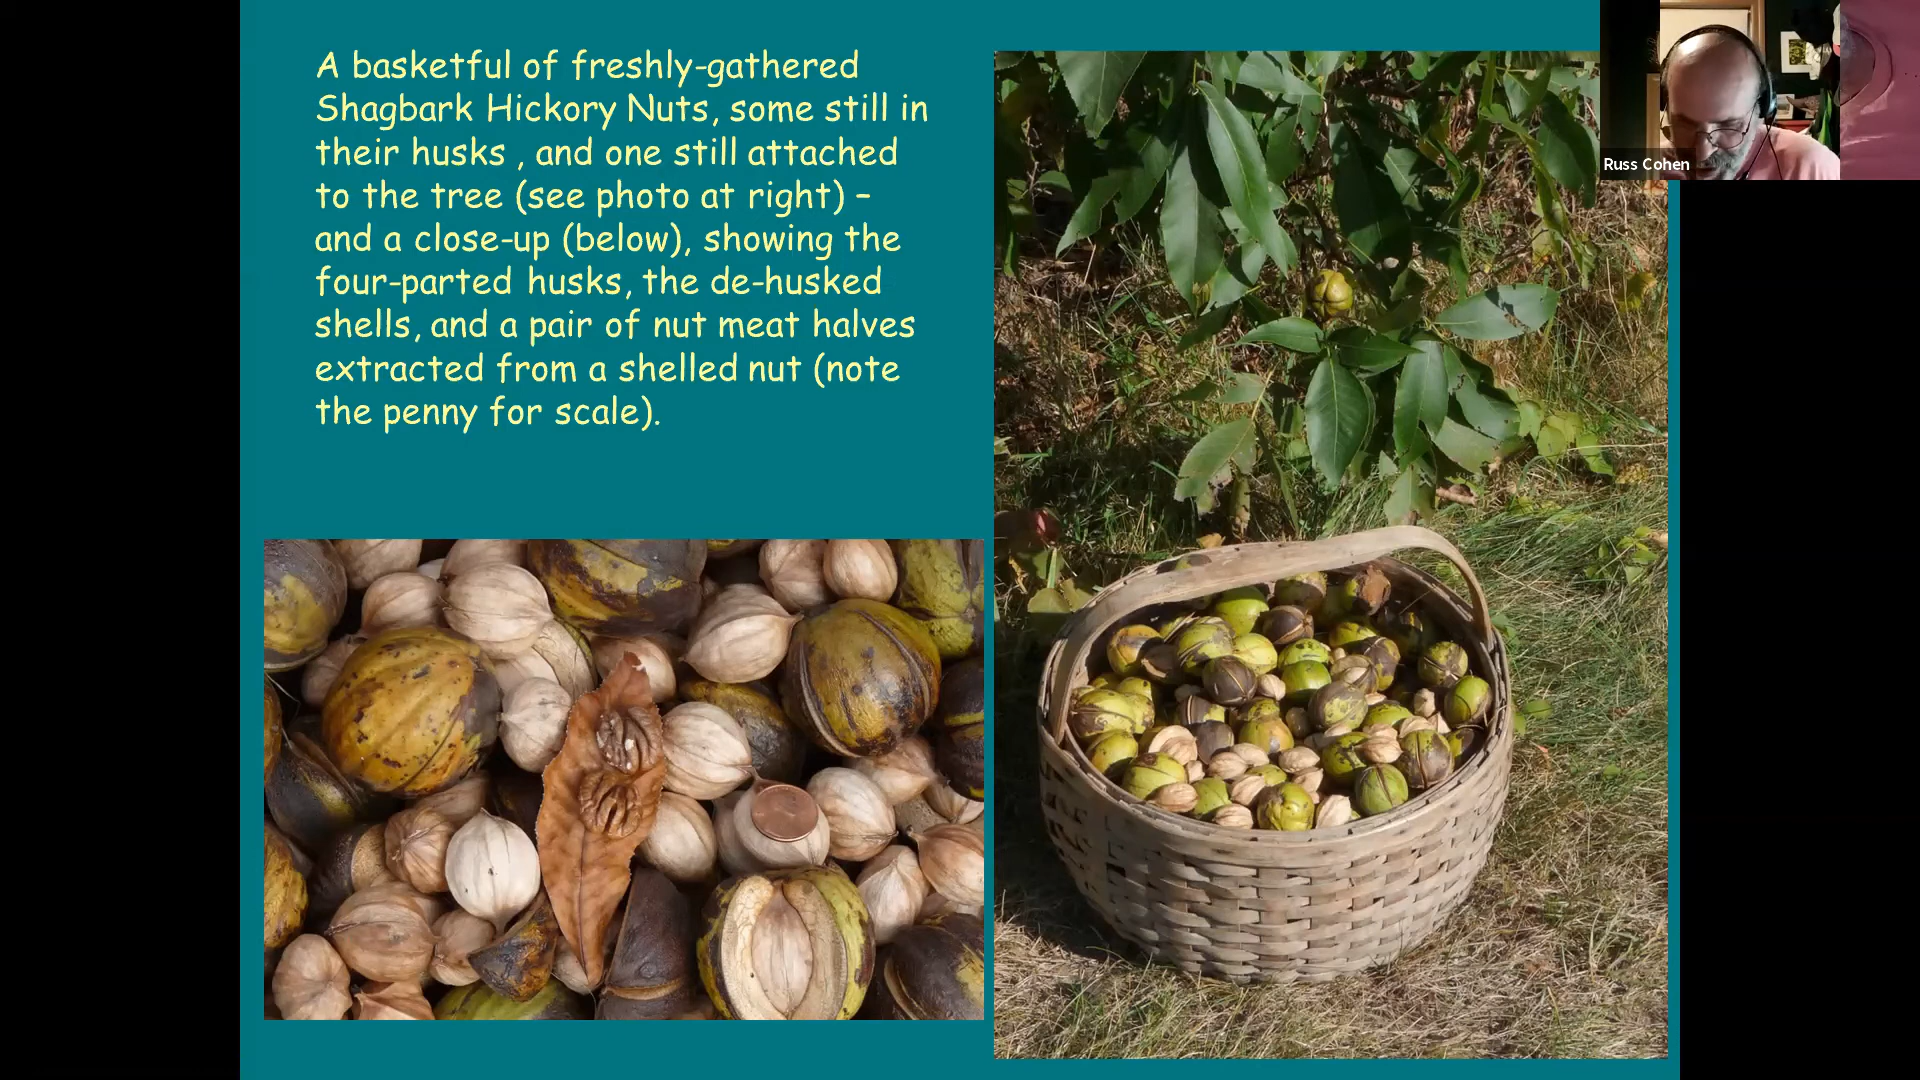 A basketful of freshly-gathered
Shagbark Hickory Nuts, some still in
their husks , and one still attached
to the tree (see photo at right) –
and a close-up (below), showing the
four-parted husks, the de-husked
shells, and a pair of nut meat halves
extracted from a shelled nut (note
the penny for scale).
Russ Cohen